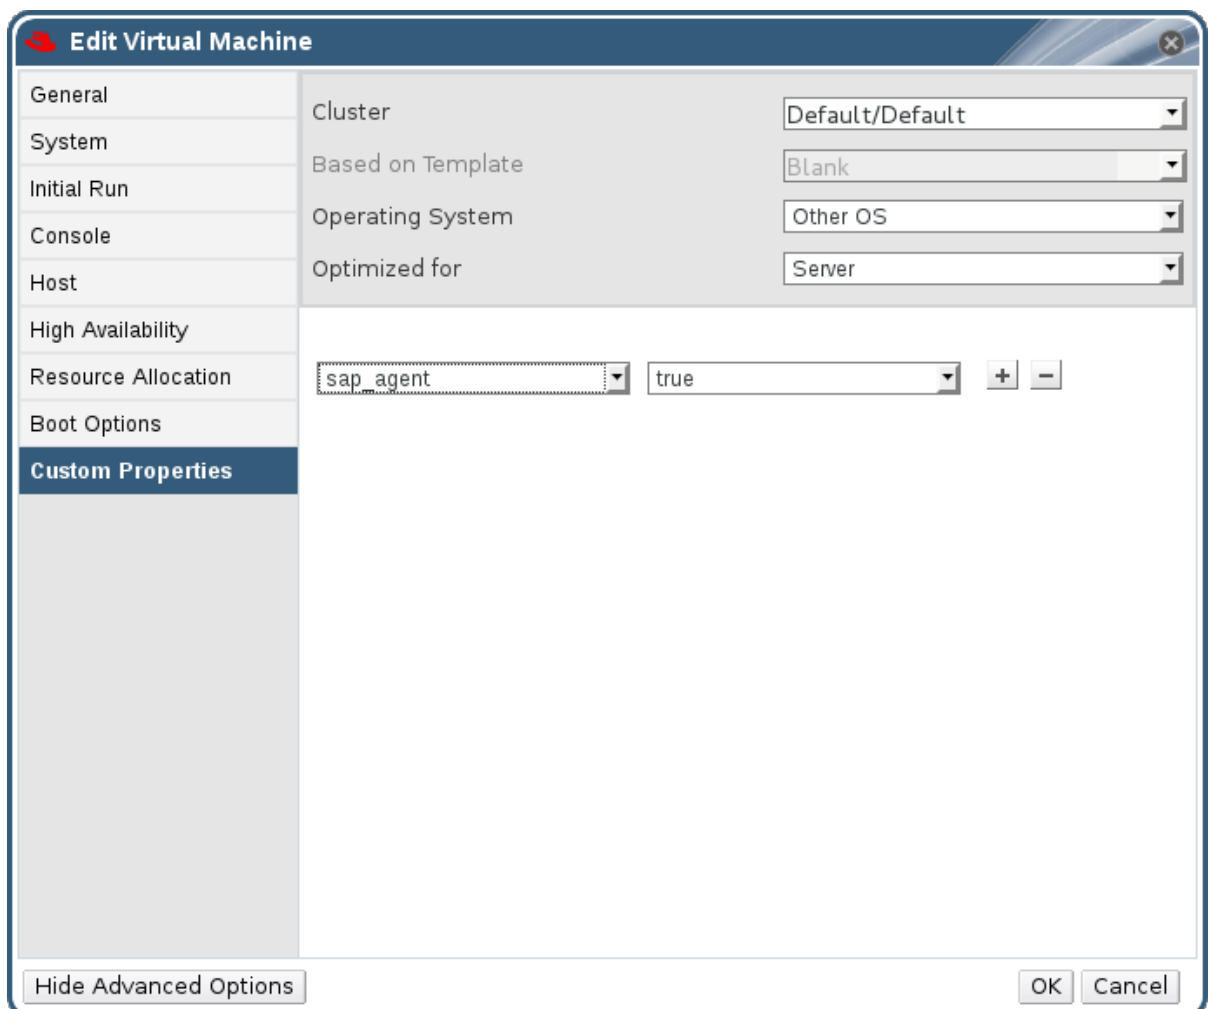 Edit Virtual Machine
General
System
Initial Run
Console
Host
High Availability
Resource Allocation
Boot Options
Custom Properties
Cluster Default/Default
Based on Template Blank
Operating System Other OS
Optimized for Server
sap_agent true + −
Hide Advanced Options OK Cancel